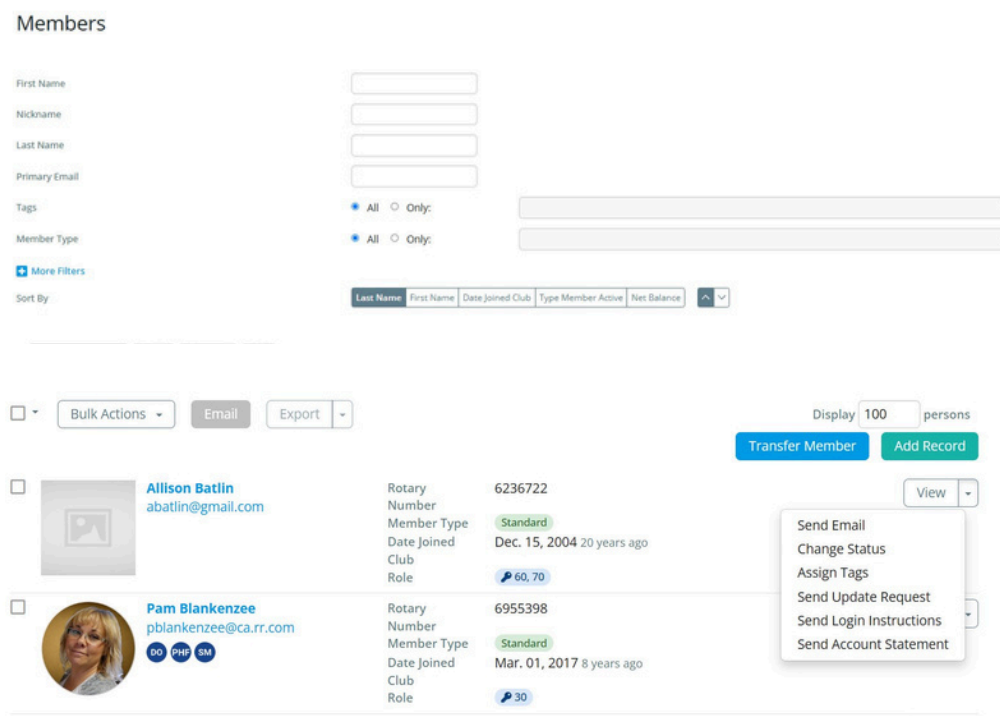 Members
First Name
Nickname
Last Name
Primary Email
Tags All Only:
Member Type All Only:
More Filters
Sort By Last Name First Name Date Joined Club Type Member Active Net Balance
Bulk Actions Email Export Display 100 persons
Transfer Member Add Record
Allison Batlin
abatlin@gmail.com
Rotary Number 6236722
Member Type Standard
Date Joined Club Dec. 15, 2004 20 years ago
Role 60, 70
View
Send Email
Change Status
Assign Tags
Send Update Request
Send Login Instructions
Send Account Statement
Pam Blankenzee
pblankenzee@ca.rr.com
DO PHF SM
Rotary Number 6955398
Member Type Standard
Date Joined Club Mar. 01, 2017 8 years ago
Role 30